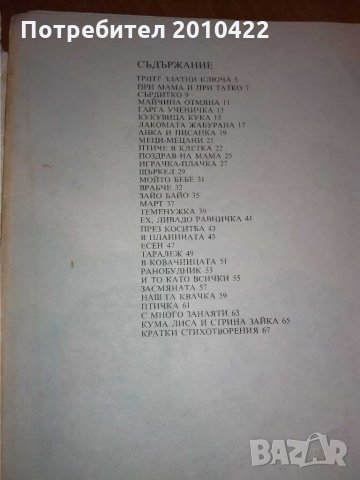 Потребител 2010422
СЪДЪРЖАНИЕ
ТРИТЕ ЗЛАТНИ КЛЮЧА 5
ПРИ МАМА И ПРИ ТАТКО 7
СЪРДИТКО 9
МАЙЧИНА ОТМЯНА 11
ГАРГА УЧЕНИЧКА 13
КУКУВИЦА КУКА 15
ЛАКОМАТА ЖАБУРАНА 17
АНКА И ПИСАНКА 19
МЕЦИ-МЕЦАНИ 21
ПТИЧЕ В КЛЕТКА 22
ПОЗДРАВ НА МАМА 25
ИГРАЧКА-ПЛАЧКА 27
ЩЪРКЕЛ 29
МОЙТО БЕБЕ 31
ВРАБЧЕ 32
ЗАЙО БАЙО 35
МАРТ 37
ТЕМЕНУЖКА 39
ЕХ, ЛИВАДО РАВНИЧКА 41
ПРЕЗ КОСИТБА 43
В ПЛАНИНАТА 45
ЕСЕН 47
ТАРАЛЕЖ 49
В КОВАЧНИЦАТА 51
РАНОБУДНИК 53
И ТО КАТО ВСИЧКИ 55
ЗАСМЯНАТА 57
НАШ ТА КВАЧКА 59
ПТИЧКА 61
С МНОГО ЗАНЯТИ 63
КУМА ЛИСА И СТРИНА ЗАЙКА 65
КРАТКИ СТИХОТВОРЕНИЯ 67
BAZAR